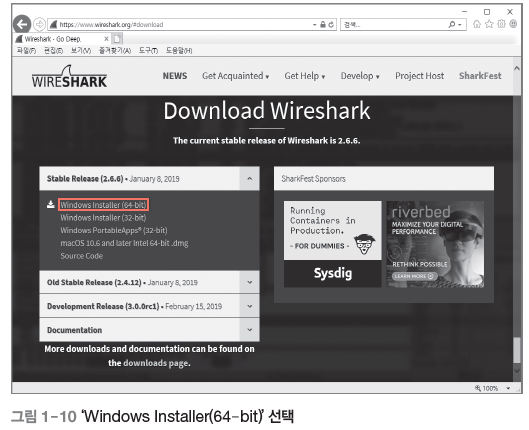 https://www.wireshark.org/#download
검색...
Wireshark · Go Deep.
파일(F) 편집(E) 보기(V) 즐겨찾기(A) 도구(T) 도움말(H)
WIRESHARK
NEWS Get Acquainted ▾ Get Help ▾ Develop ▾ Project Host SharkFest
Download Wireshark
The current stable release of Wireshark is 2.6.6.
Stable Release (2.6.6) • January 8, 2019
Windows Installer (64-bit)
Windows Installer (32-bit)
Windows PortableApps® (32-bit)
macOS 10.6 and later Intel 64-bit .dmg
Source Code
Old Stable Release (2.4.12) • January 8, 2019
Development Release (3.0.0rc1) • February 15, 2019
Documentation
More downloads and documentation can be found on
the downloads page.
SharkFest Sponsors
Running
Containers in
Production.
- FOR DUMMIES -
Sysdig
riverbed
MAXIMIZE YOUR DIGITAL
PERFORMANCE
RETHINK POSSIBLE
LEARN MORE
100%
그림 1-10 ‘Windows Installer(64-bit)’ 선택